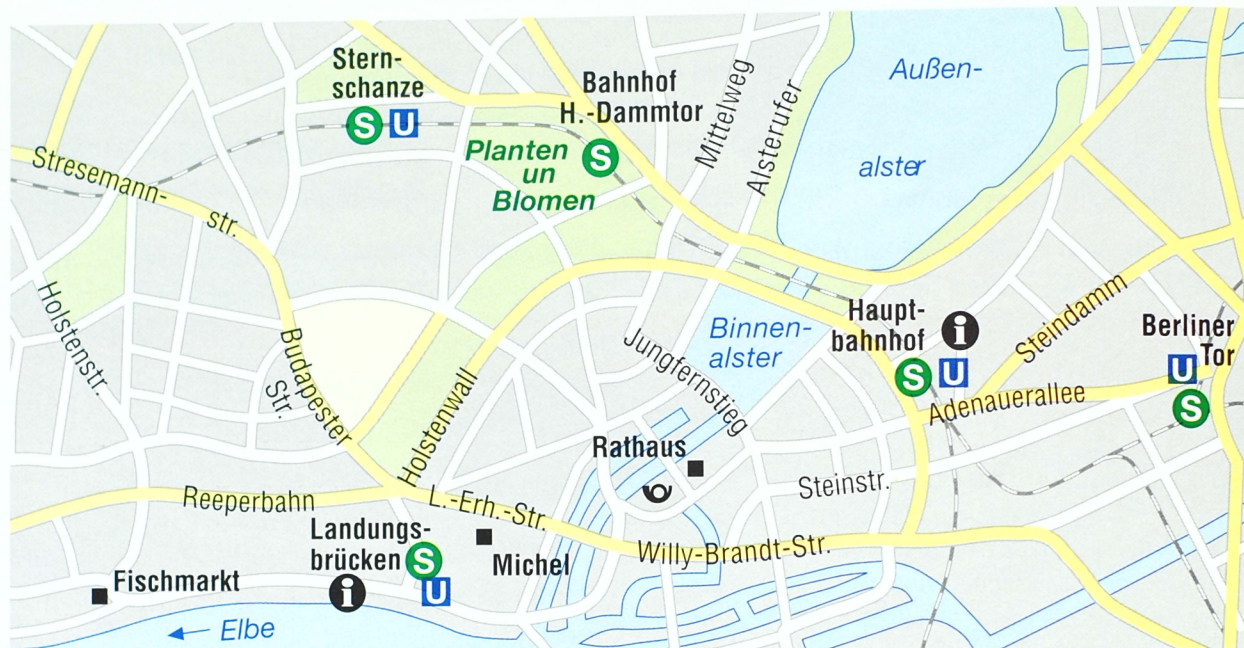 Stern-
schanze
S U
Bahnhof
H.-Dammtor
S
Mittelweg
Alsterufer
Außen-
alster
Planten
un
Blomen
Stresemann-
str.
Holstenstr.
Budapester
Str.
Holstenwall
Jungfernstieg
Binnen-
alster
Haupt-
bahnhof
i
S U
Steindamm
Berliner
Tor
U
S
Adenauerallee
Rathaus
Steinstr.
Reeperbahn
L.-Erh.-Str.
Willy-Brandt-Str.
Landungs-
brücken
S
U
i
Michel
Fischmarkt
Elbe